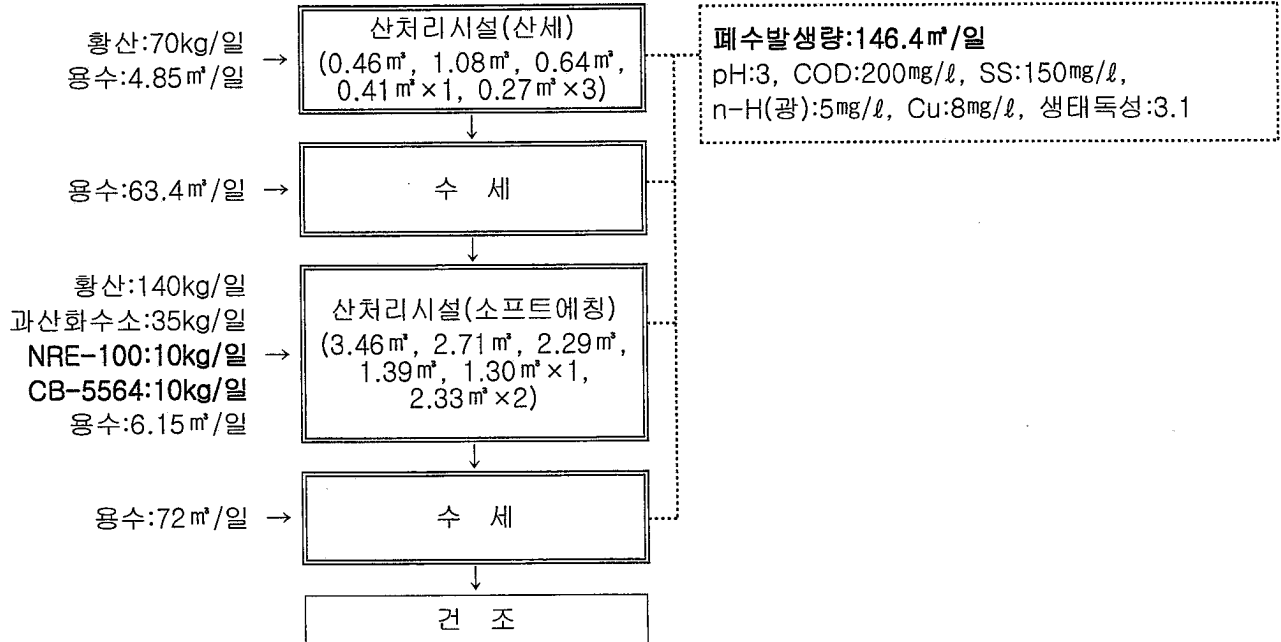 황산:70kg/일
용수:4.85㎥/일
→
산처리시설(산세)
(0.46㎥, 1.08㎥, 0.64㎥,
0.41㎥×1, 0.27㎥×3)
폐수발생량:146.4㎥/일
pH:3, COD:200mg/ℓ, SS:150mg/ℓ,
n-H(광):5mg/ℓ, Cu:8mg/ℓ, 생태독성:3.1
↓
용수:63.4㎥/일 →
수 세
↓
황산:140kg/일
과산화수소:35kg/일
NRE-100:10kg/일 →
CB-5564:10kg/일
용수:6.15㎥/일
산처리시설(소프트에칭)
(3.46㎥, 2.71㎥, 2.29㎥,
1.39㎥, 1.30㎥×1,
2.33㎥×2)
↓
용수:72㎥/일 →
수 세
↓
건 조